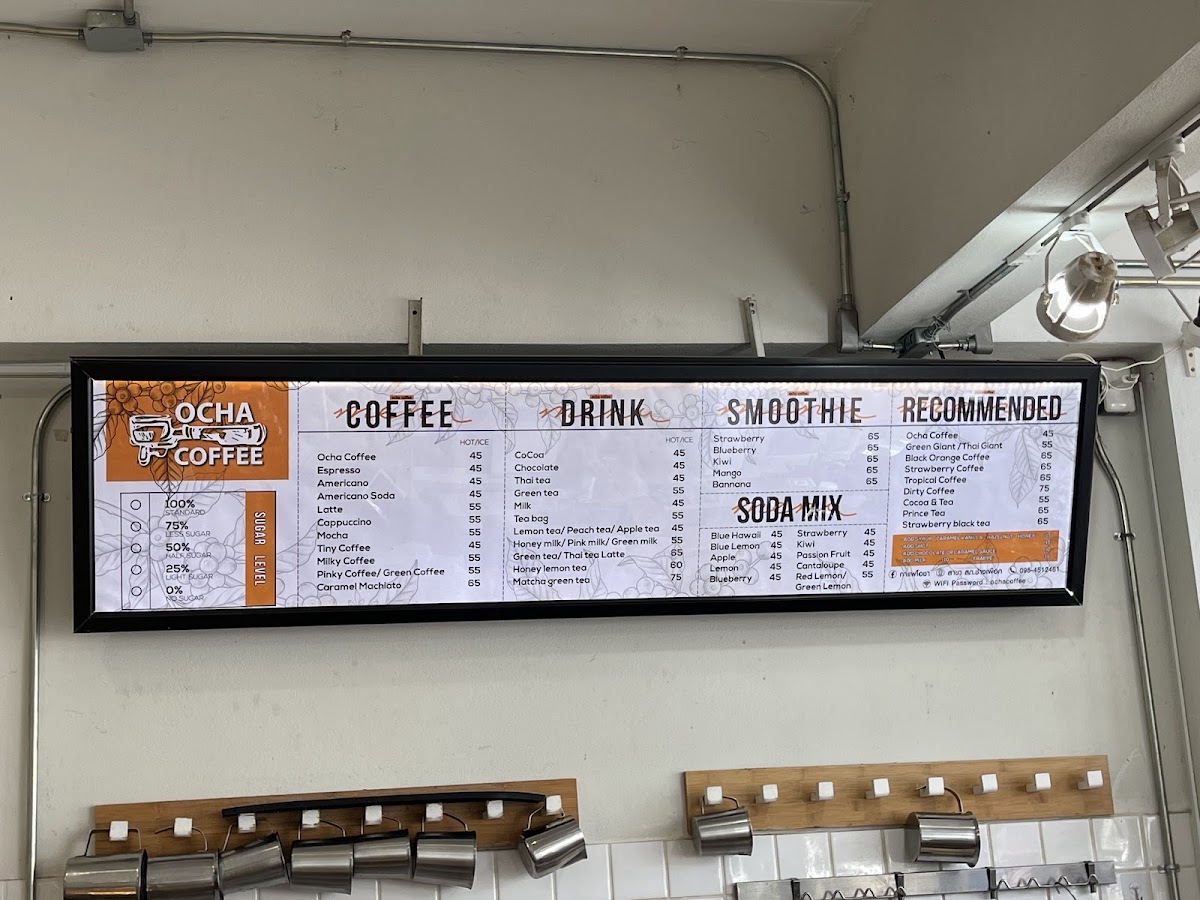 OCHA
COFFEE
100%
STANDARD
75%
LESS SUGAR
50%
HALF SUGAR
25%
LIGHT SUGAR
0%
NO SUGAR
SUGAR LEVEL
COFFEE
HOT/ICE
Ocha Coffee 45
Espresso 45
Americano 45
Americano Soda 45
Latte 55
Cappuccino 55
Mocha 55
Tiny Coffee 45
Milky Coffee 55
Pinky Coffee/ Green Coffee 55
Caramel Machiato 65
DRINK
HOT/ICE
CoCoa 45
Chocolate 45
Thai tea 45
Green tea 55
Milk 45
Tea bag 55
Lemon tea/ Peach tea/ Apple tea 45
Honey milk/ Pink milk/ Green milk 55
Green tea/ Thai tea Latte 65
Honey lemon tea 60
Matcha green tea 75
SMOOTHIE
Strawberry 65
Blueberry 65
Kiwi 65
Mango 65
Bannana 65
SODA MIX
Blue Hawaii 45
Blue Lemon 45
Apple 45
Lemon 45
Blueberry 45
Strawberry 45
Kiwi 45
Passion Fruit 45
Cantaloupe 45
Red Lemon/ 55
Green Lemon
RECOMMENDED
Ocha Coffee 45
Green Giant /Thai Giant 55
Black Orange Coffee 65
Strawberry Coffee 65
Tropical Coffee 65
Dirty Coffee 75
Cocoa & Tea 55
Prince Tea 65
Strawberry black tea 65
ADD CHOCOLATE OR CARAMEL SAUCE
WIFI Password : ochacoffee